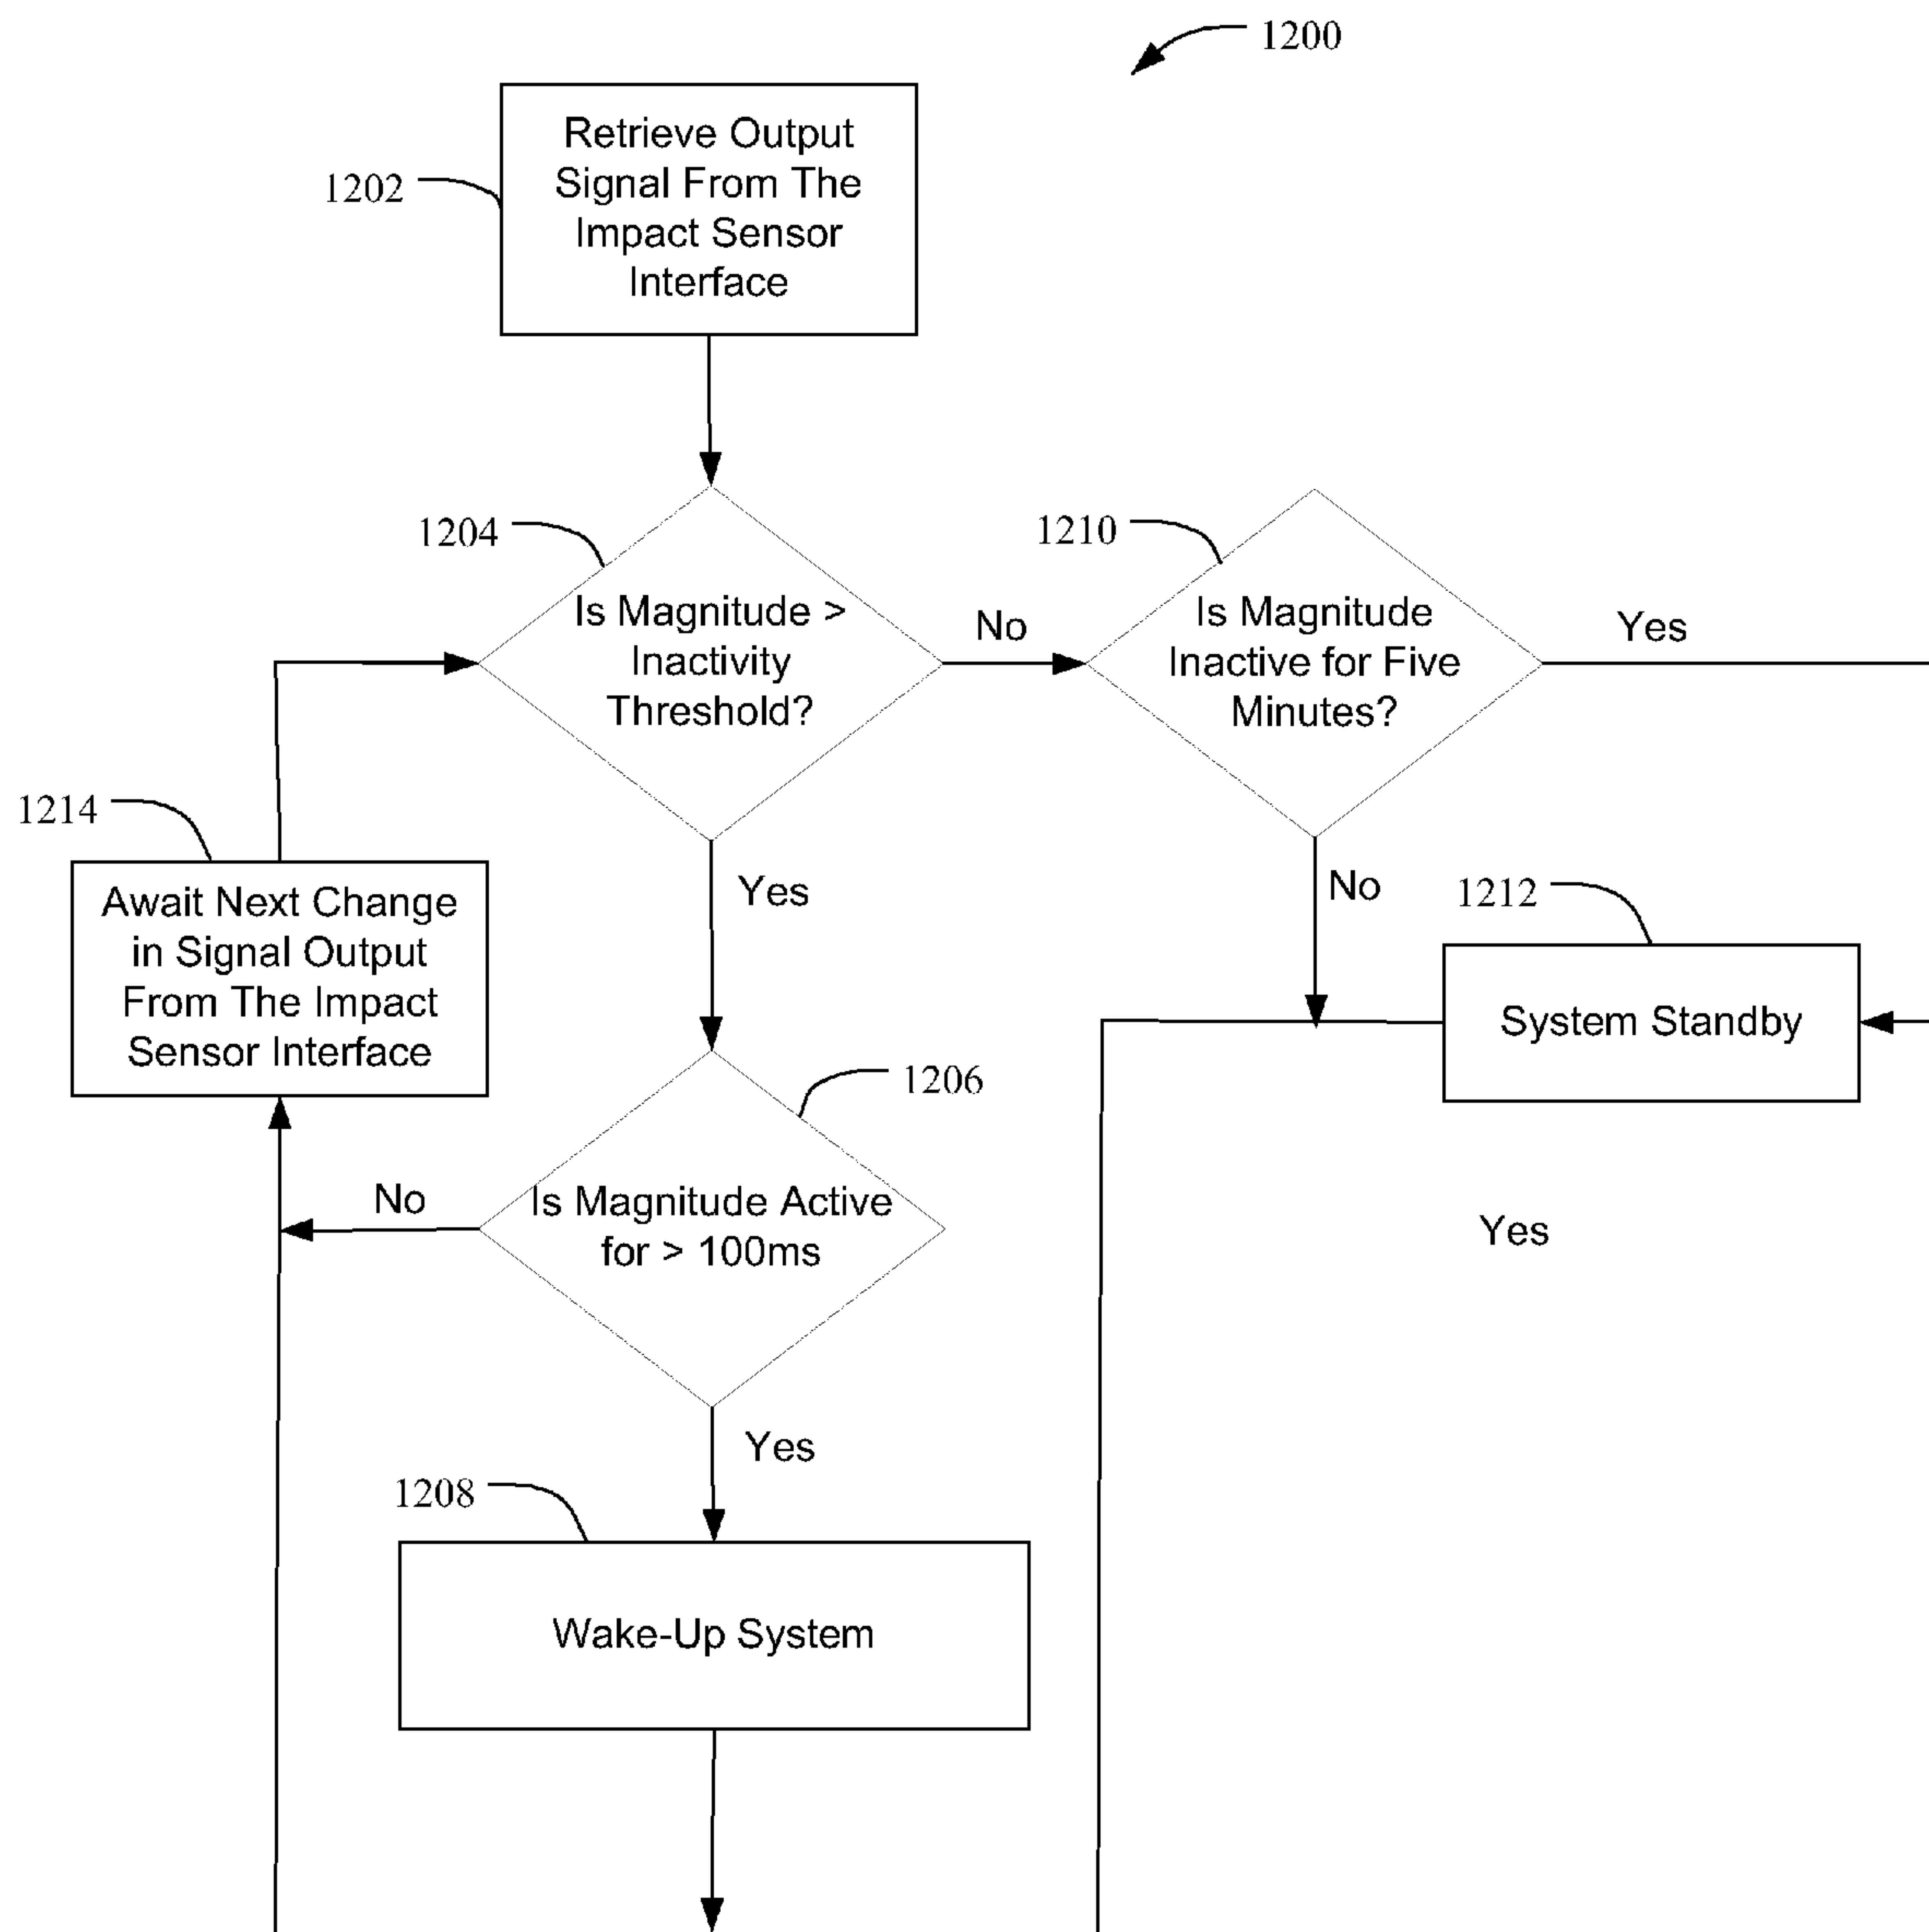 1200
Retrieve Output
Signal From The
Impact Sensor
Interface
1202
1204
Is Magnitude >
Inactivity
Threshold?
No
1210
Is Magnitude
Inactive for Five
Minutes?
Yes
1214
Await Next Change
in Signal Output
From The Impact
Sensor Interface
Yes
No
1212
System Standby
1206
Is Magnitude Active
for > 100ms
No
Yes
Yes
1208
Wake-Up System